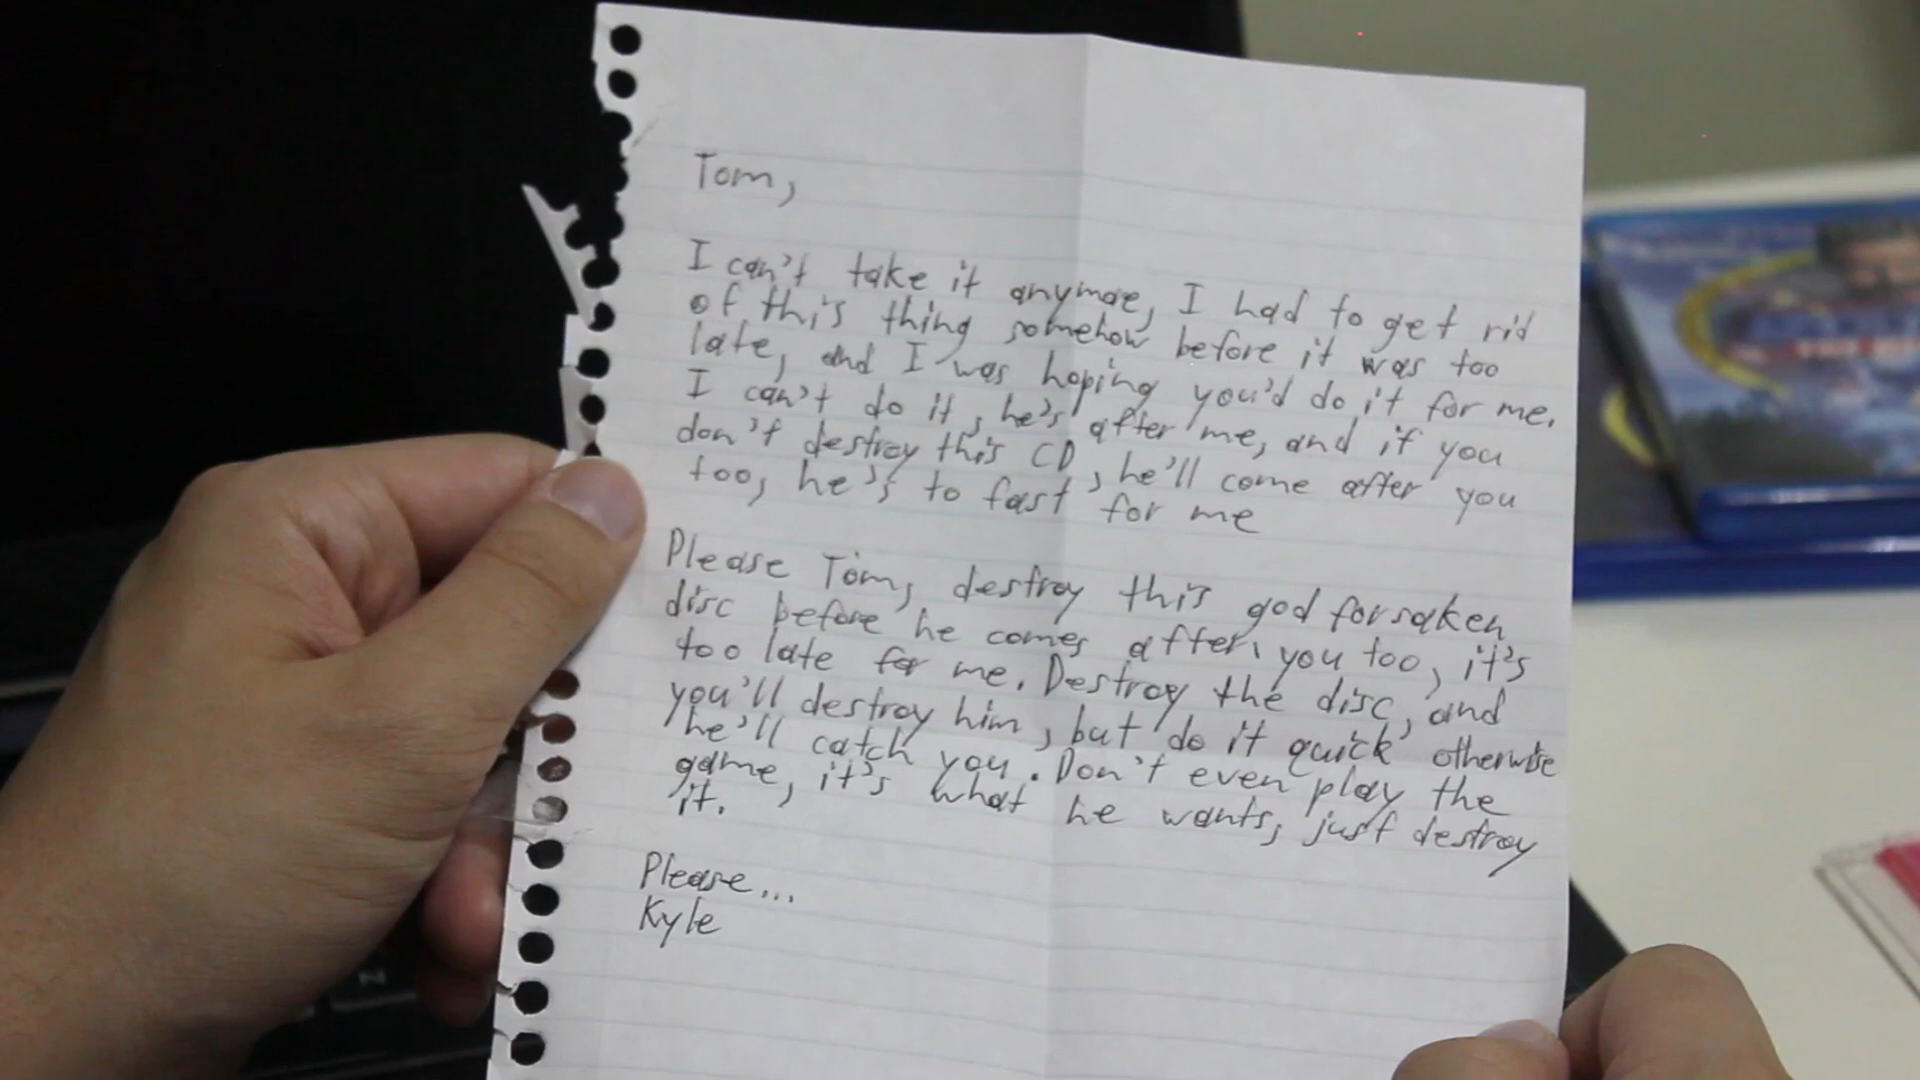 Tom,
I can't take it anymore, I had to get rid
of this thing somehow before it was too
late, and I was hoping you'd do it for me.
I can't do it, he's after me, and if you
don't destroy this CD, he'll come after you
too, he's to fast for me
Please Tom, destroy this god forsaken
disc before he comes after you too, it's
too late for me. Destroy the disc, and
you'll destroy him, but do it quick otherwise
he'll catch you. Don't even play the
game, it's what he wants, just destroy
it.
Please...
Kyle